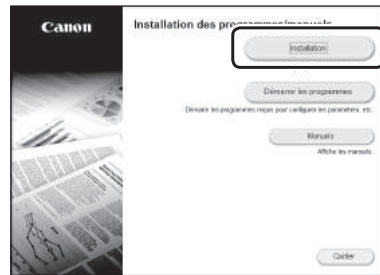 Canon
Installation des programmes/manuels
Installation
Démarrer les programmes
Démarre les programmes reçus pour configurer les paramètres, etc.
Manuels
Affiche les manuels.
Quitter